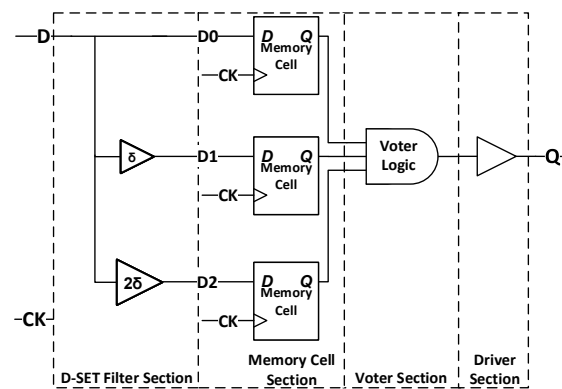 D D0 D Q
Memory
Cell
CK
δ D1 D Q
Memory
Cell
CK
Voter
Logic
Q
2δ D2 D Q
Memory
Cell
CK
CK
D-SET Filter Section
Memory Cell
Section
Voter Section
Driver
Section